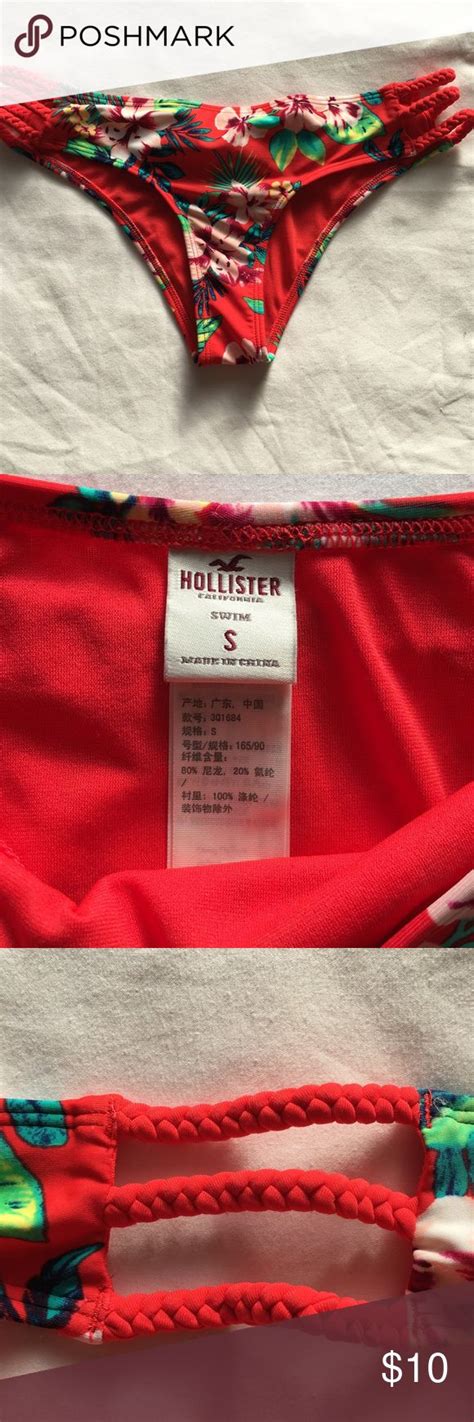 POSHMARK
HOLLISTER
CALIFORNIA
SWIM
S
MADE IN CHINA
产地: 广东, 中国
款号: 301684
规格: S
号型/规格: 165/90
纤维含量:
80% 尼龙, 20% 氨纶
/
衬里: 100% 涤纶 /
装饰物除外
$10